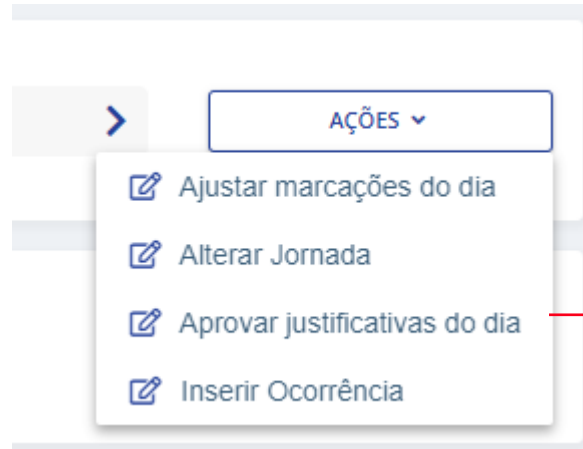 AÇÕES
Ajustar marcações do dia
Alterar Jornada
Aprovar justificativas do dia
Inserir Ocorrência